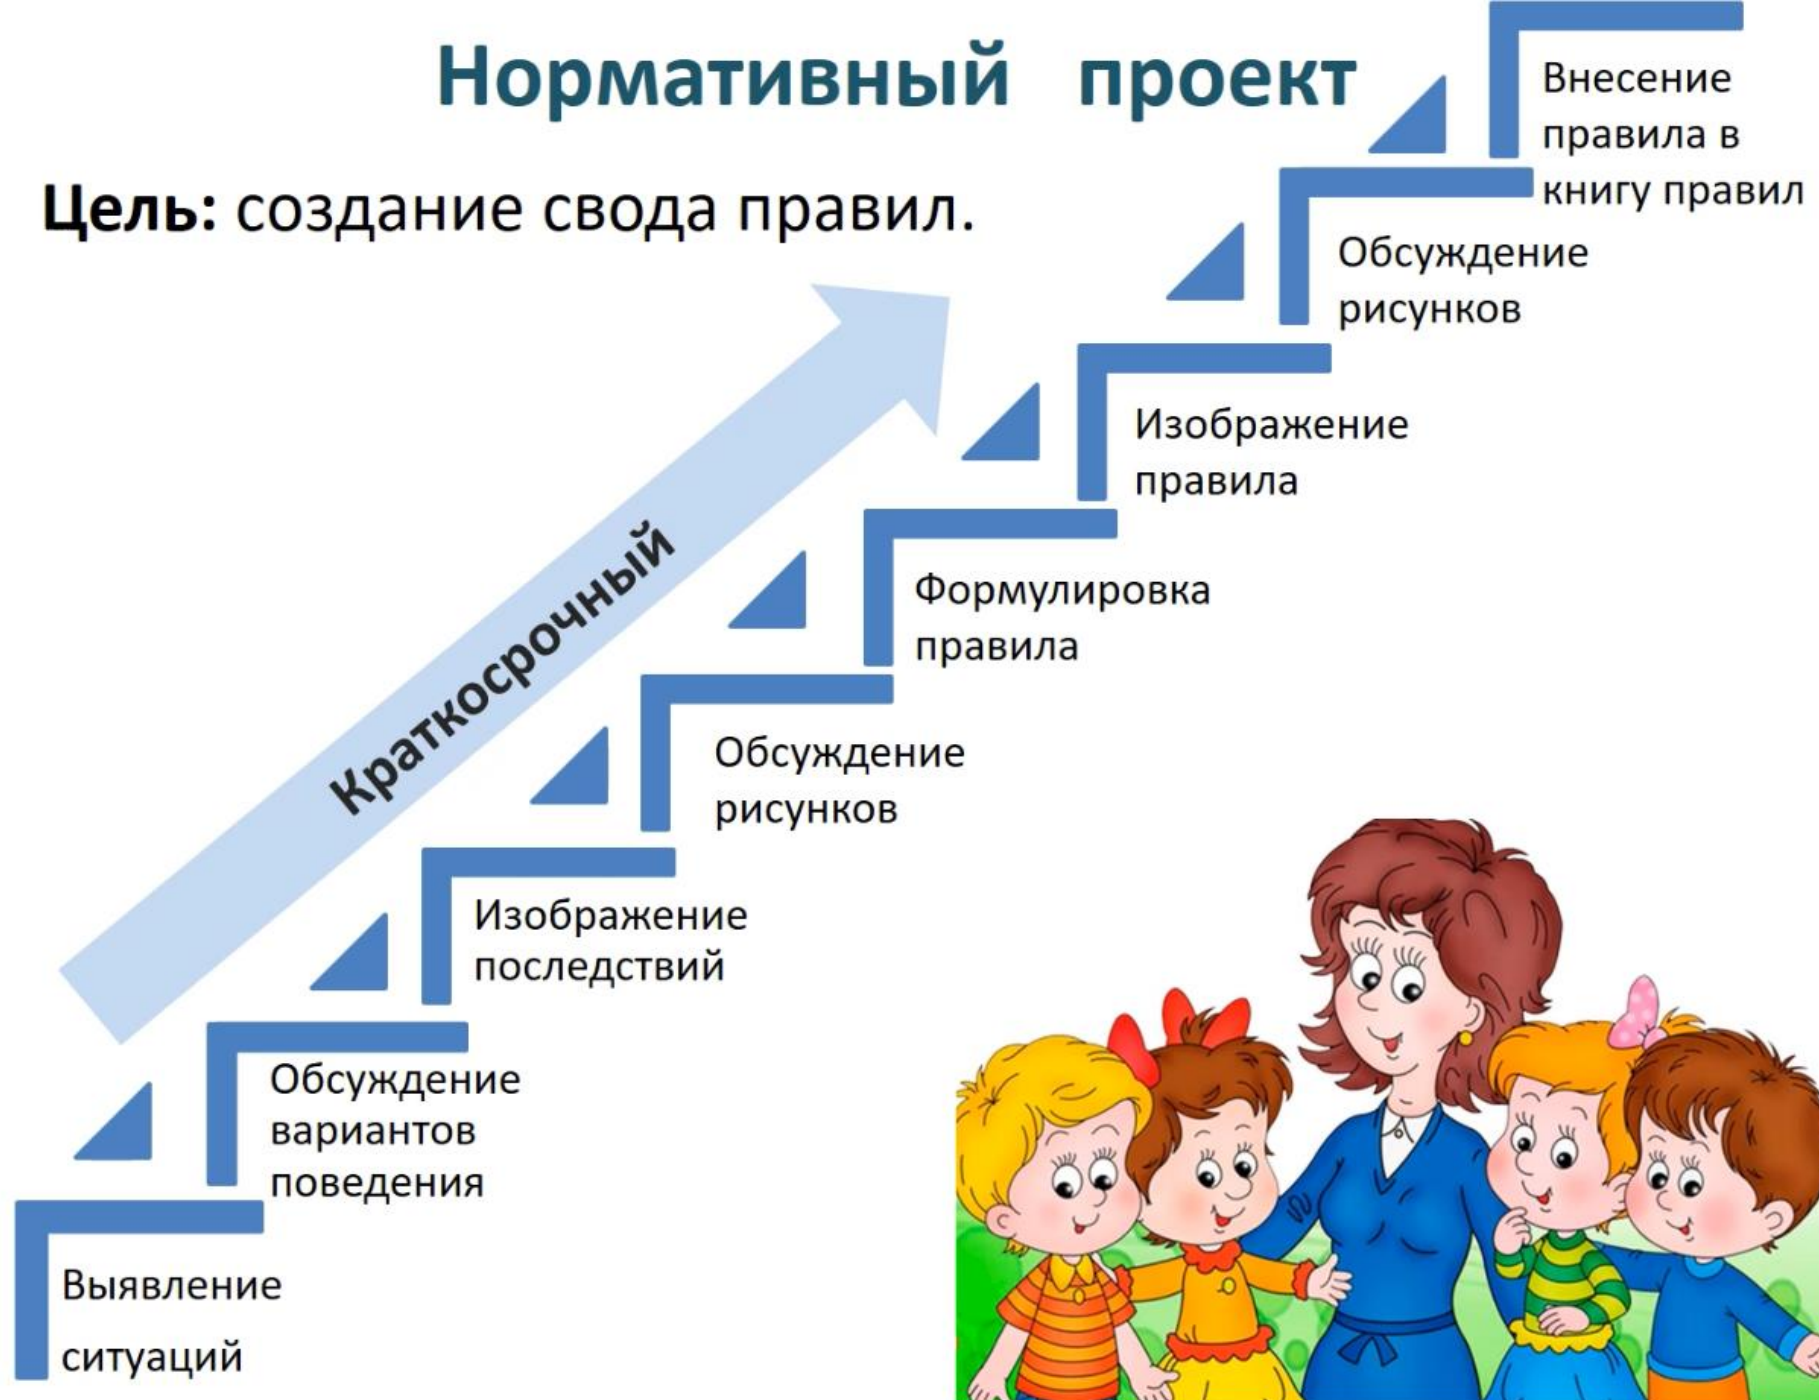 Нормативный проект
Цель: создание свода правил.
Краткосрочный
Выявление
ситуаций
Обсуждение
вариантов
поведения
Изображение
последствий
Обсуждение
рисунков
Формулировка
правила
Изображение
правила
Обсуждение
рисунков
Внесение
правила в
книгу правил